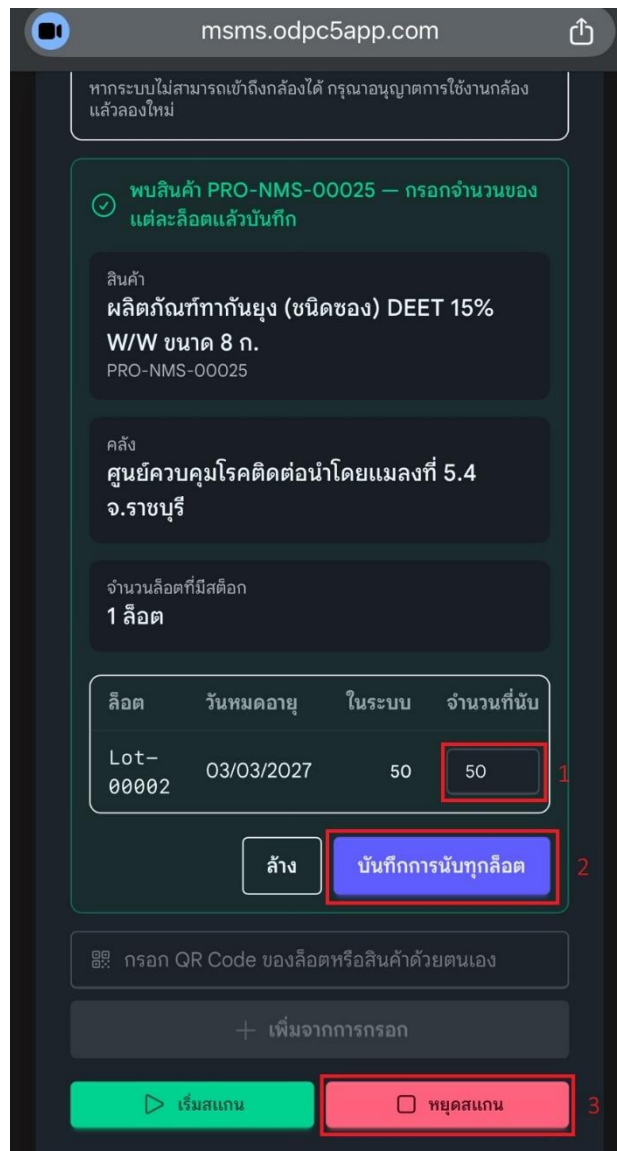 msms.odpc5app.com
หากระบบไม่สามารถเข้าถึงกล้องได้ กรุณาอนุญาตการใช้งานกล้อง
แล้วลองใหม่
พบสินค้า PRO-NMS-00025 — กรอกจำนวนของ
แต่ละล็อตแล้วบันทึก
สินค้า
ผลิตภัณฑ์ทากันยุง (ชนิดซอง) DEET 15%
W/W ขนาด 8 ก.
PRO-NMS-00025
คลัง
ศูนย์ควบคุมโรคติดต่อนำโดยแมลงที่ 5.4
จ.ราชบุรี
จำนวนล็อตที่มีสต็อก
1 ล็อต
ล็อต วันหมดอายุ ในระบบ จำนวนที่นับ
Lot-
00002 03/03/2027 50 50 1
ล้าง บันทึกการนับทุกล็อต 2
กรอก QR Code ของล็อตหรือสินค้าด้วยตนเอง
+ เพิ่มจากการกรอก
เริ่มสแกน หยุดสแกน 3